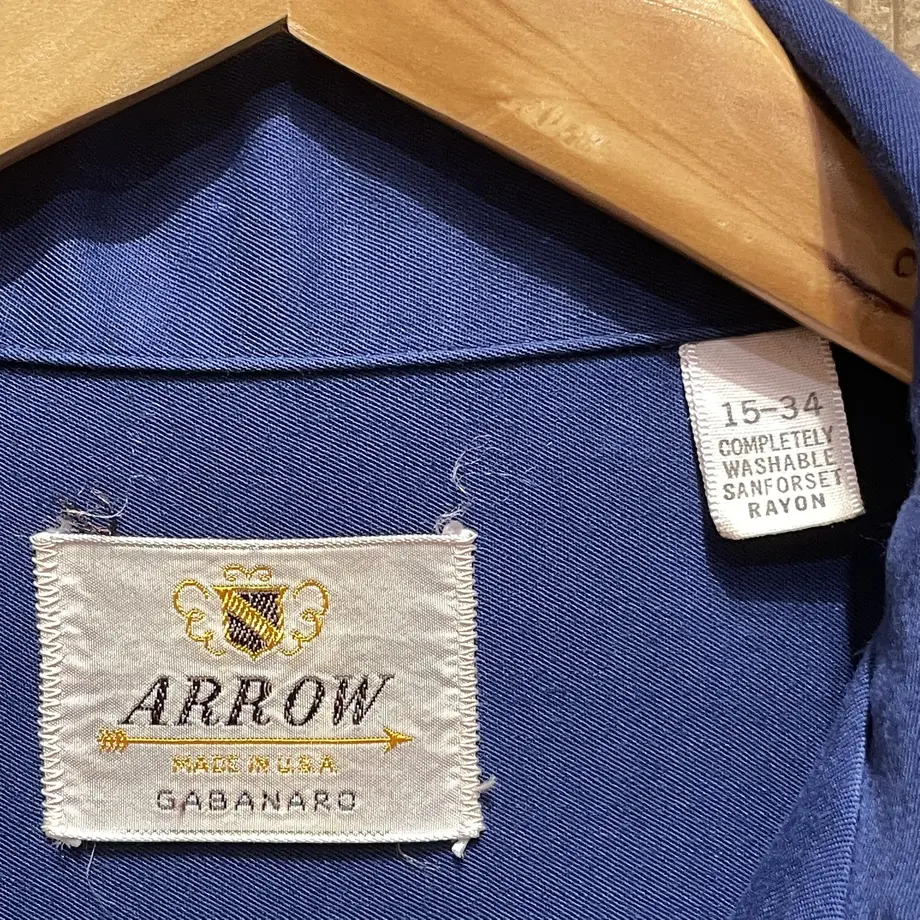 15-34
COMPLETELY
WASHABLE
SANFORSET
RAYON
ARROW
MADE IN U.S.A.
GABANARO